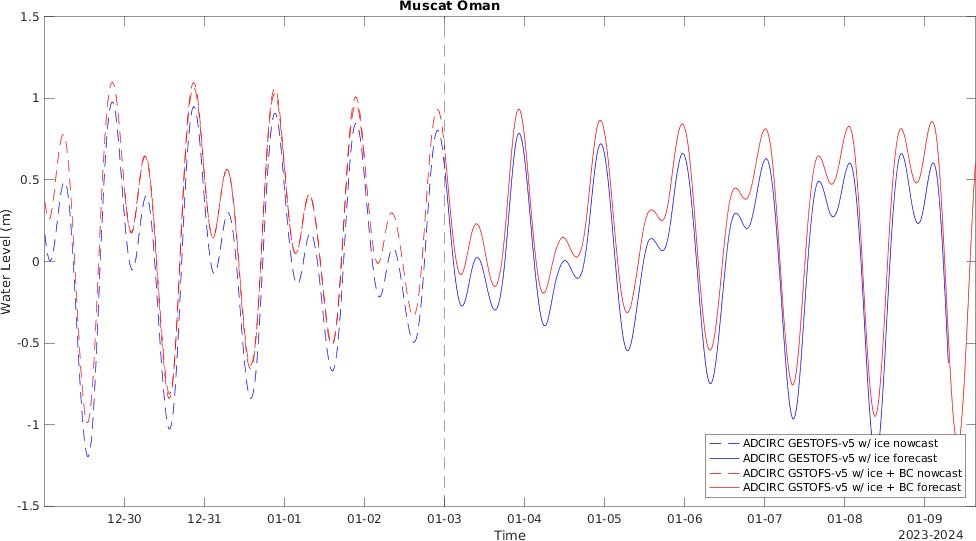 Muscat Oman
1.5
1
0.5
0
-0.5
-1
-1.5
Water Level (m)
ADCIRC GESTOFS-v5 w/ ice nowcast
ADCIRC GESTOFS-v5 w/ ice forecast
ADCIRC GSTOFS-v5 w/ ice + BC nowcast
ADCIRC GSTOFS-v5 w/ ice + BC forecast
12-30 12-31 01-01 01-02 01-03 01-04 01-05 01-06 01-07 01-08 01-09
Time
2023-2024